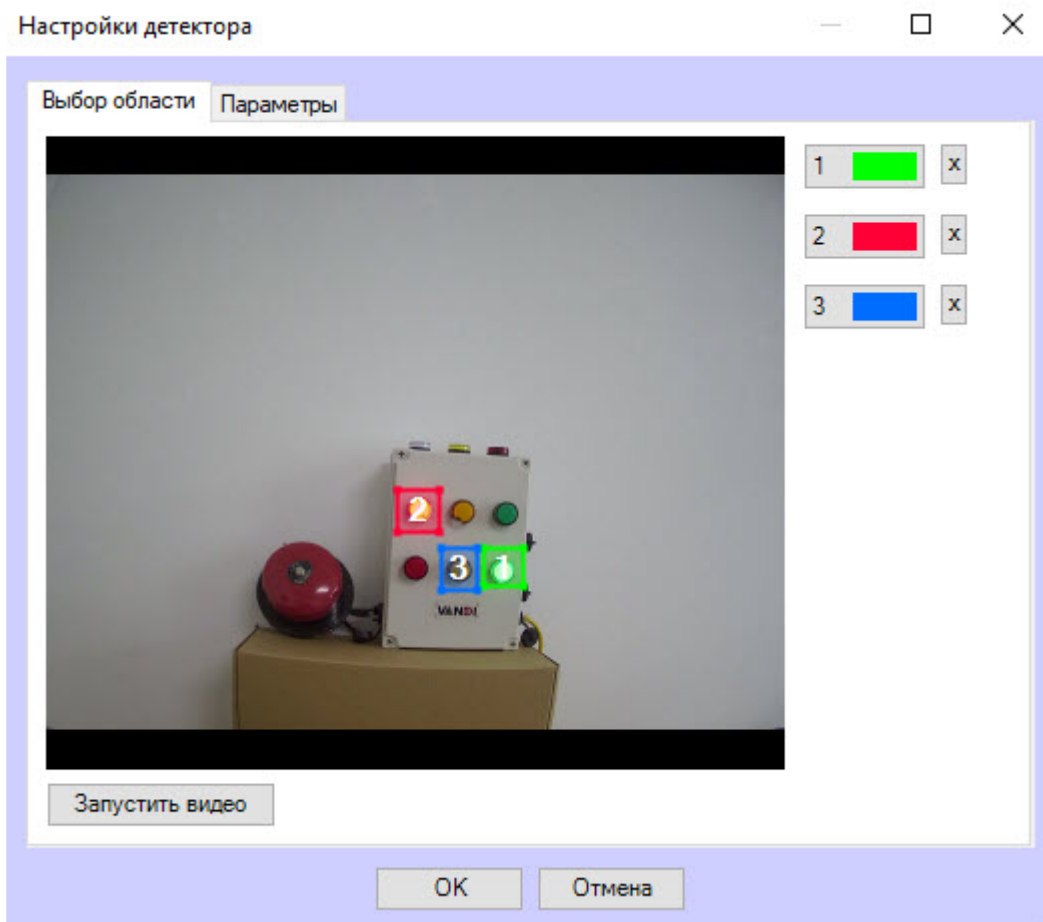 Настройки детектора
Выбор области
Параметры
1
x
2
x
3
x
2
3
1
VANDI
Запустить видео
OK
Отмена